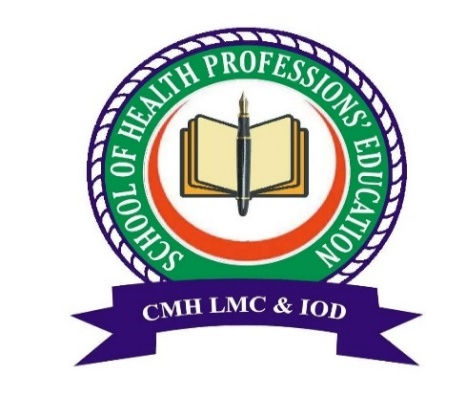 SCHOOL OF HEALTH PROFESSIONS' EDUCATION
CMH LMC & IOD